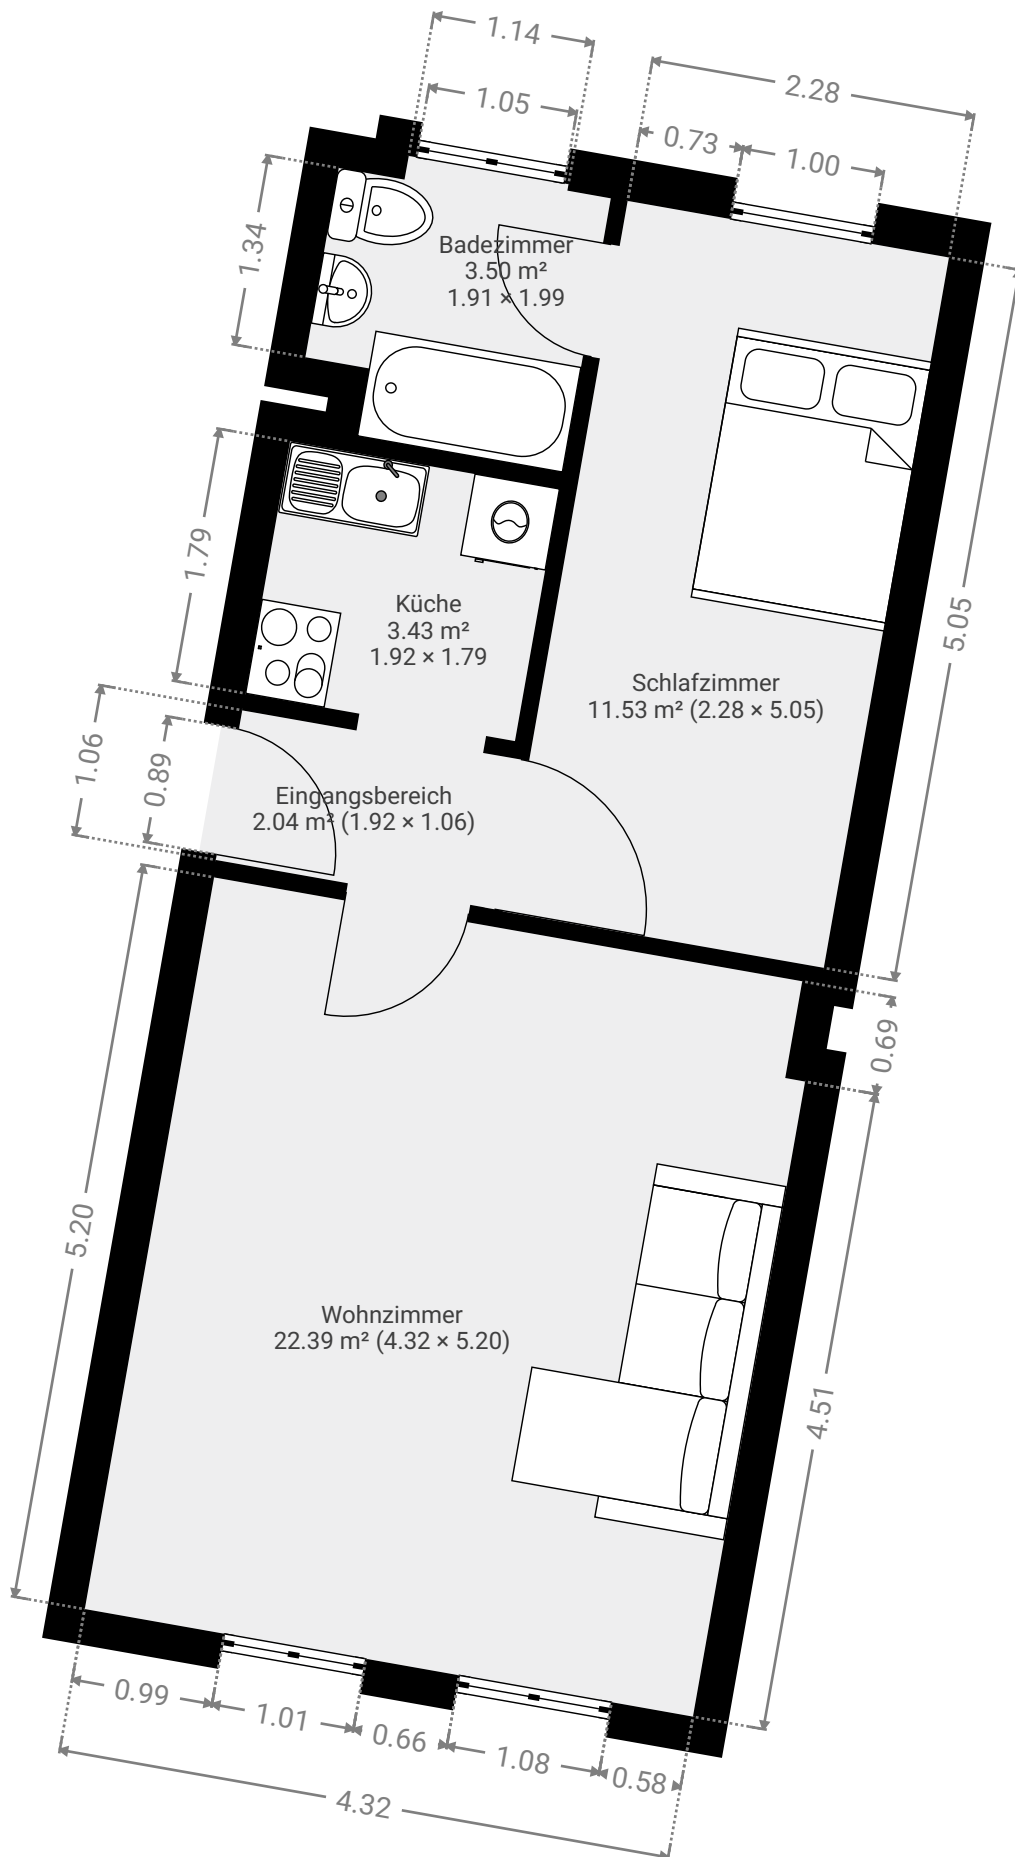 1.14
1.05
2.28
0.73
1.00
1.34
Badezimmer
3.50 m²
1.91 × 1.99
1.79
Küche
3.43 m²
1.92 × 1.79
5.05
Schlafzimmer
11.53 m² (2.28 × 5.05)
1.06
0.89
Eingangsbereich
2.04 m² (1.92 × 1.06)
0.69
5.20
Wohnzimmer
22.39 m² (4.32 × 5.20)
4.51
0.99
1.01
0.66
1.08
0.58
4.32